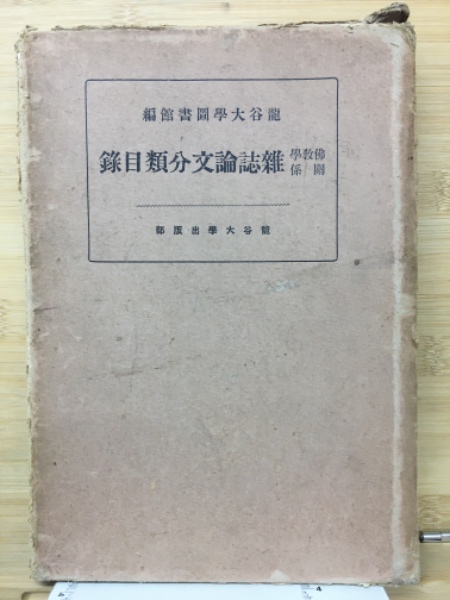 龍谷大學圖書館編
佛教學
關係
雜誌論文分類目錄
龍谷大學出版部